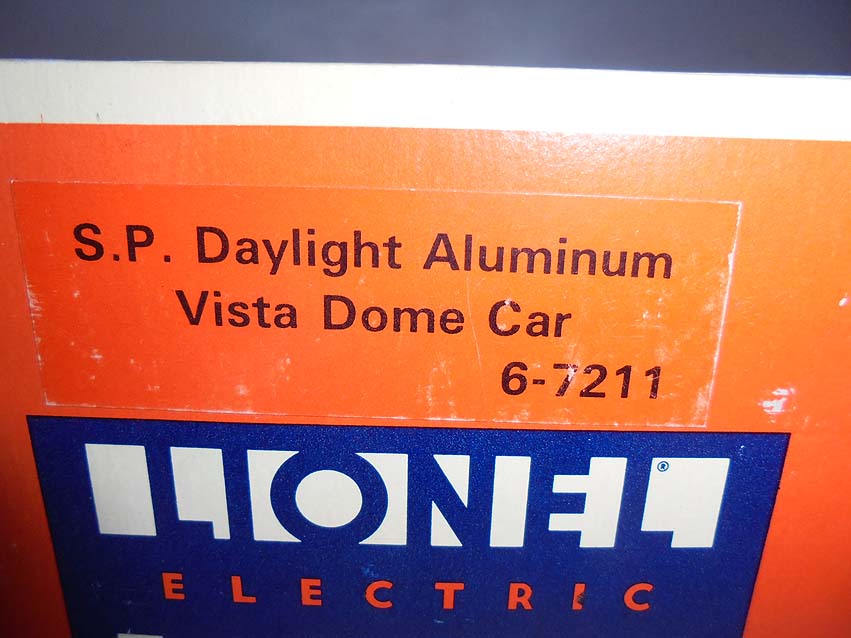 S.P. Daylight Aluminum
Vista Dome Car
6-7211
LIONEL®
ELECTRIC